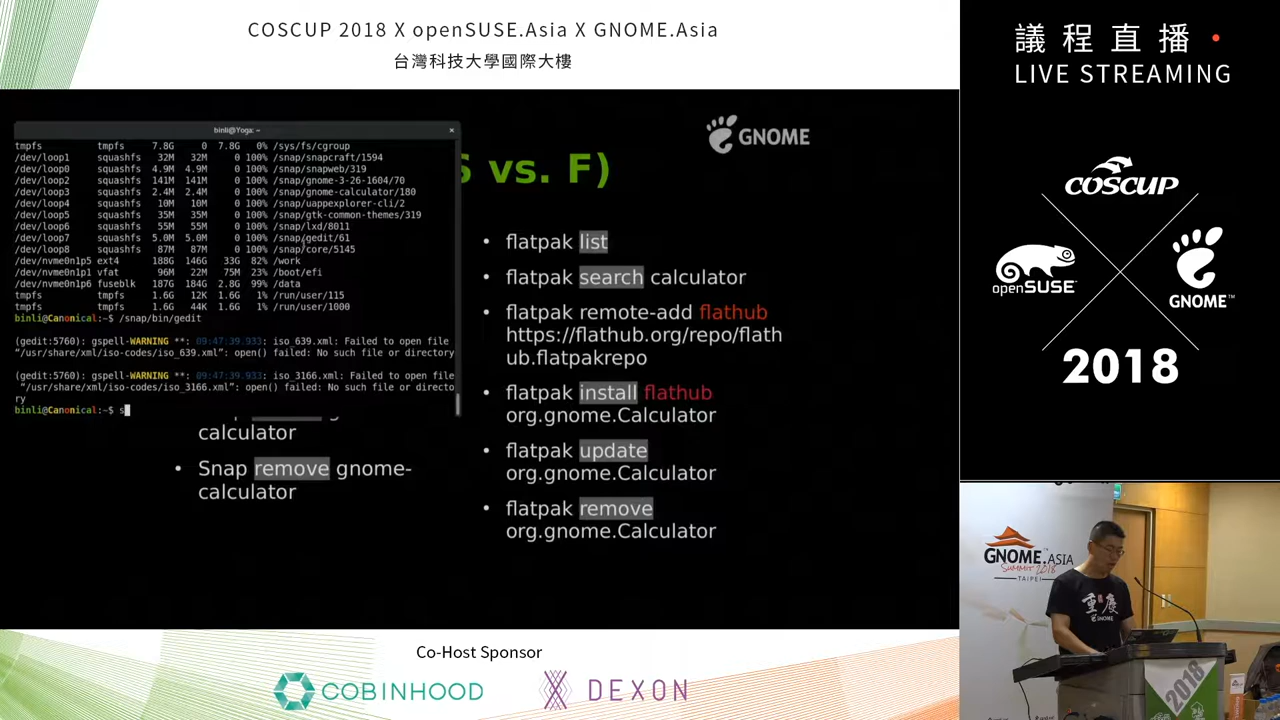 COSCUP 2018 X openSUSE.Asia X GNOME.Asia
台灣科技大學國際大樓
議程直播
LIVE STREAMING
binli@Yoga: ~
×
tmpfs tmpfs 7.8G 0 7.8G 0% /sys/fs/cgroup
/dev/loop1 squashfs 32M 32M 0 100% /snap/snapcraft/1594
/dev/loop0 squashfs 4.9M 4.9M 0 100% /snap/snapweb/319
/dev/loop2 squashfs 141M 141M 0 100% /snap/gnome-3-26-1604/70
/dev/loop3 squashfs 2.4M 2.4M 0 100% /snap/gnome-calculator/180
/dev/loop4 squashfs 10M 10M 0 100% /snap/uappexplorer-cli/2
/dev/loop5 squashfs 35M 35M 0 100% /snap/gtk-common-themes/319
/dev/loop6 squashfs 55M 55M 0 100% /snap/lxd/8011
/dev/loop7 squashfs 5.0M 5.0M 0 100% /snap/gedit/61
/dev/loop8 squashfs 87M 87M 0 100% /snap/core/5145
/dev/nvme0n1p5 ext4 188G 146G 33G 82% /work
/dev/nvme0n1p1 vfat 96M 22M 75M 23% /boot/efi
/dev/nvme0n1p6 fuseblk 187G 184G 2.8G 99% /data
tmpfs tmpfs 1.6G 12K 1.6G 1% /run/user/115
tmpfs tmpfs 1.6G 44K 1.6G 1% /run/user/1000
binli@Canonical:~$ /snap/bin/gedit
(gedit:5760): gspell-WARNING **: 09:47:39.933: iso_639.xml: Failed to open file
“/usr/share/xml/iso-codes/iso_639.xml”: open() failed: No such file or directory
(gedit:5760): gspell-WARNING **: 09:47:39.933: iso_3166.xml: Failed to open file
“/usr/share/xml/iso-codes/iso_3166.xml”: open() failed: No such file or directo
ry
binli@Canonical:~$ s
GNOME
vs. F)
calculator
• Snap remove gnome-
calculator
• flatpak list
• flatpak search calculator
• flatpak remote-add flathub
https://flathub.org/repo/flath
ub.flatpakrepo
• flatpak install flathub
org.gnome.Calculator
• flatpak update
org.gnome.Calculator
• flatpak remove
org.gnome.Calculator
COSCUP
openSUSE
GNOME™
2018
GNOME.ASIA
SUMMIT 2018
TAIPEI
重慶
GNOME
2018
Co-Host Sponsor
COBINHOOD
DEXON